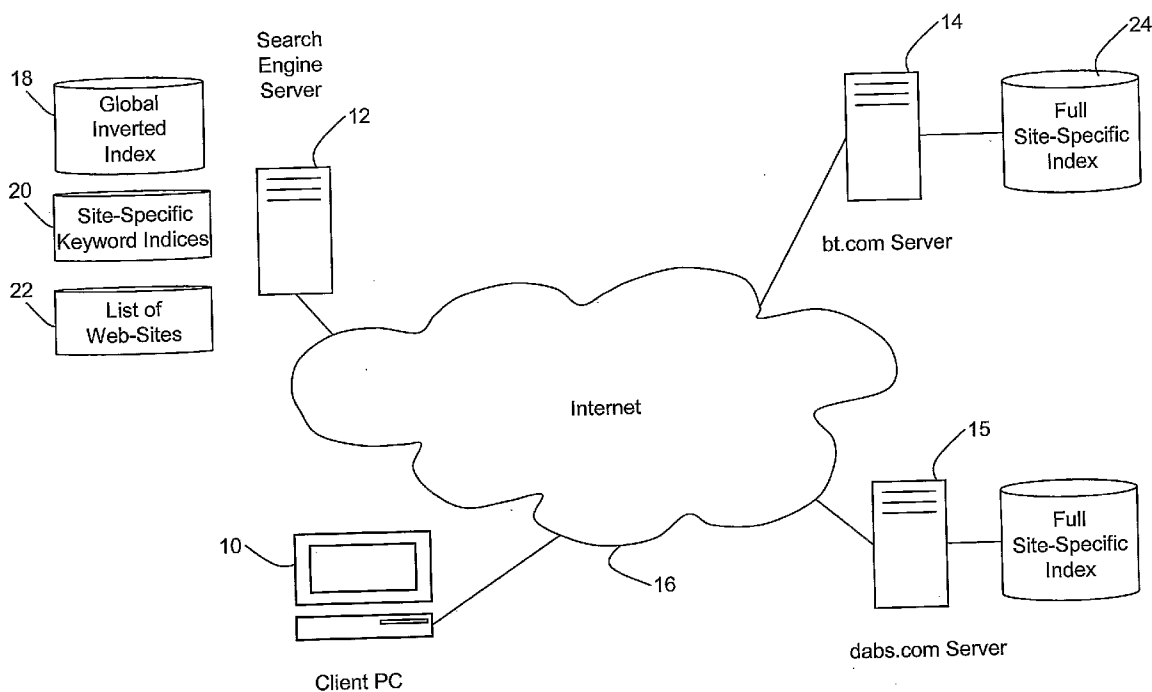 Search
Engine
Server
18
Global
Inverted
Index
12
20
Site-Specific
Keyword Indices
22
List of
Web-Sites
14
24
Full
Site-Specific
Index
bt.com Server
Internet
15
Full
Site-Specific
Index
dabs.com Server
10
16
Client PC